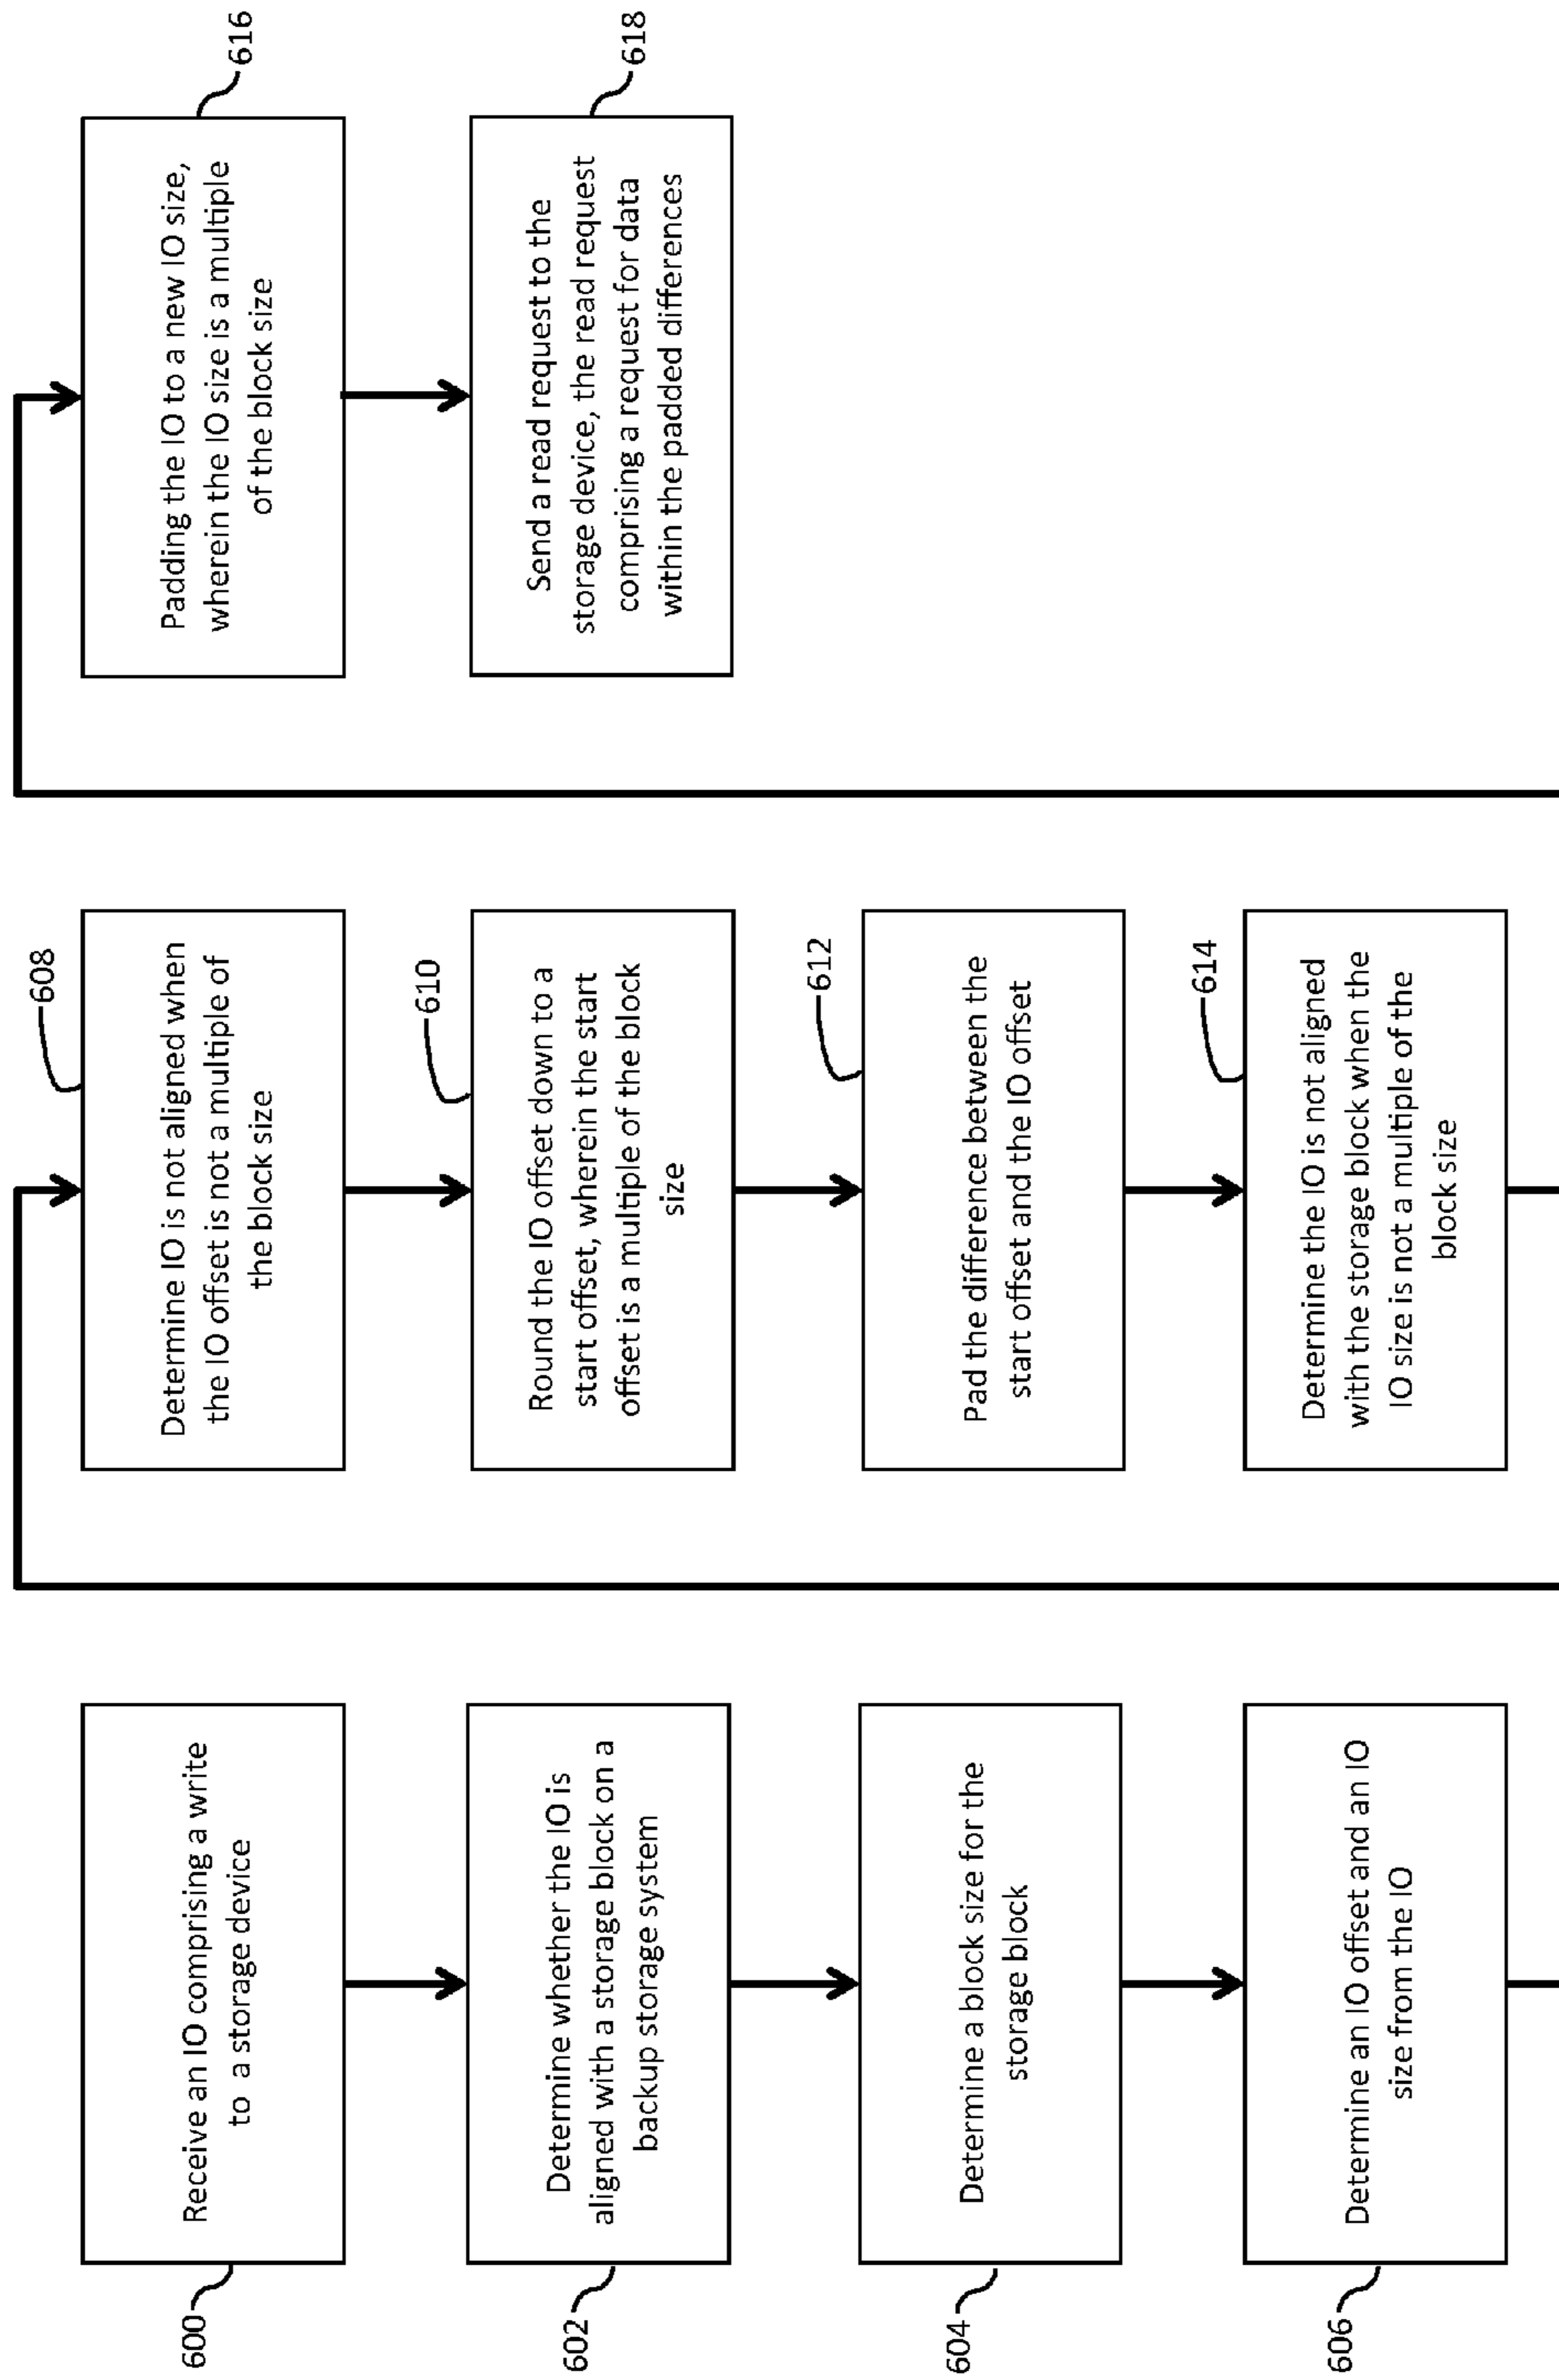 600
Receive an IO comprising a write
to a storage device
602
Determine whether the IO is
aligned with a storage block on a
backup storage system
604
Determine a block size for the
storage block
606
Determine an IO offset and an IO
size from the IO
608
Determine IO is not aligned when
the IO offset is not a multiple of
the block size
610
Round the IO offset down to a
start offset, wherein the start
offset is a multiple of the block
size
612
Pad the difference between the
start offset and the IO offset
614
Determine the IO is not aligned
with the storage block when the
IO size is not a multiple of the
block size
616
Padding the IO to a new IO size,
wherein the IO size is a multiple
of the block size
618
Send a read request to the
storage device, the read request
comprising a request for data
within the padded differences